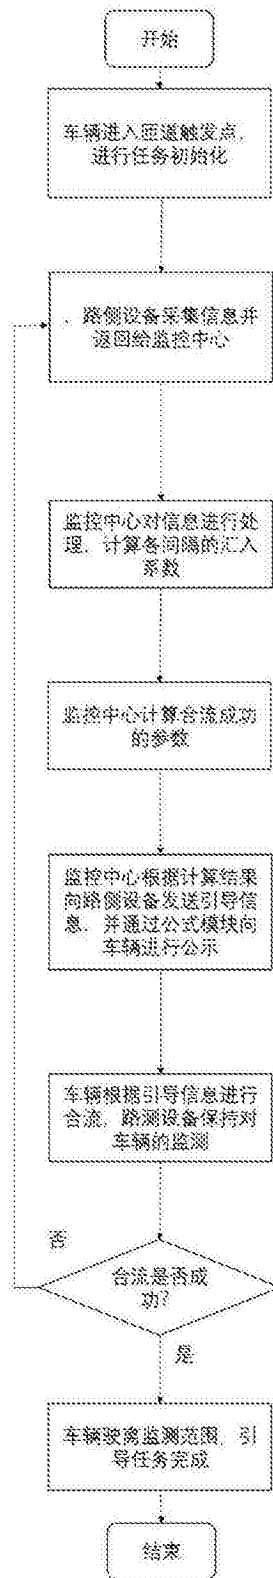 开始
车辆进入匝道触发点，
进行任务初始化
、路侧设备采集信息并
返回给监控中心
监控中心对信息进行处
理，计算各间隔的汇入
系数
监控中心计算合流成功
的参数
监控中心根据计算结果
向路侧设备发送引导信
息，并通过公式模块向
车辆进行公示
车辆根据引导信息进行
合流，路测设备保持对
车辆的监测
否
合流是否成
功？
是
车辆驶离监测范围，引
导任务完成
结束